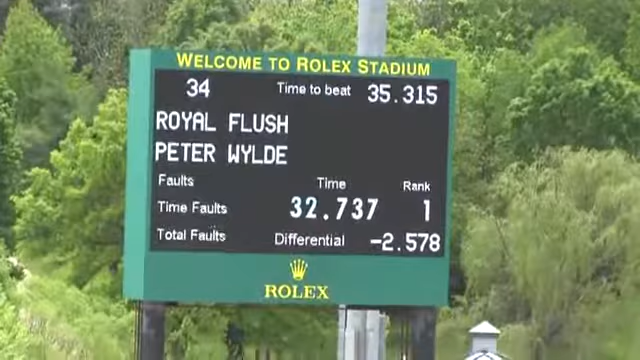 WELCOME TO ROLEX STADIUM
34 Time to beat 35.315
ROYAL FLUSH
PETER WYLDE
Faults Time Rank
Time Faults 32.737 1
Total Faults Differential -2.578
ROLEX